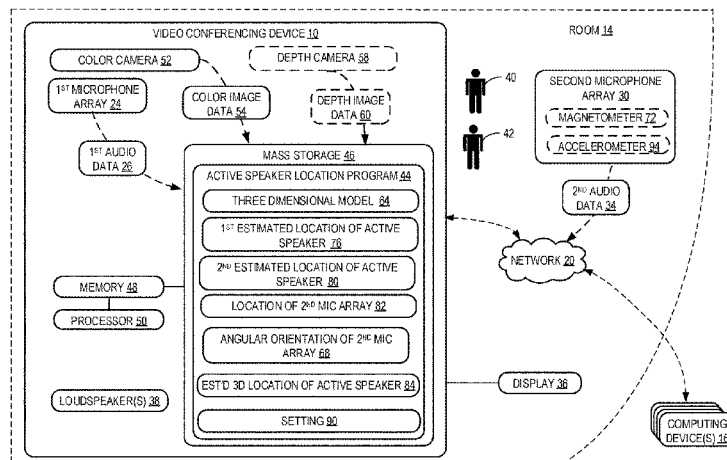 VIDEO CONFERENCING DEVICE 10
COLOR CAMERA 52
DEPTH CAMERA 58
1ST MICROPHONE
ARRAY 24
COLOR IMAGE
DATA 54
DEPTH IMAGE
DATA 60
1ST AUDIO
DATA 26
MASS STORAGE 46
ACTIVE SPEAKER LOCATION PROGRAM 44
THREE DIMENSIONAL MODEL 64
1ST ESTIMATED LOCATION OF ACTIVE
SPEAKER 76
2ND ESTIMATED LOCATION OF ACTIVE
SPEAKER 80
LOCATION OF 2ND MIC ARRAY 82
ANGULAR ORIENTATION OF 2ND MIC
ARRAY 68
EST'D 3D LOCATION OF ACTIVE SPEAKER 84
SETTING 90
MEMORY 48
PROCESSOR 50
LOUDSPEAKER(S) 38
ROOM 14
40
42
SECOND MICROPHONE
ARRAY 30
MAGNETOMETER 72
ACCELEROMETER 94
2ND AUDIO
DATA 34
NETWORK 20
DISPLAY 36
COMPUTING
DEVICE(S) 16